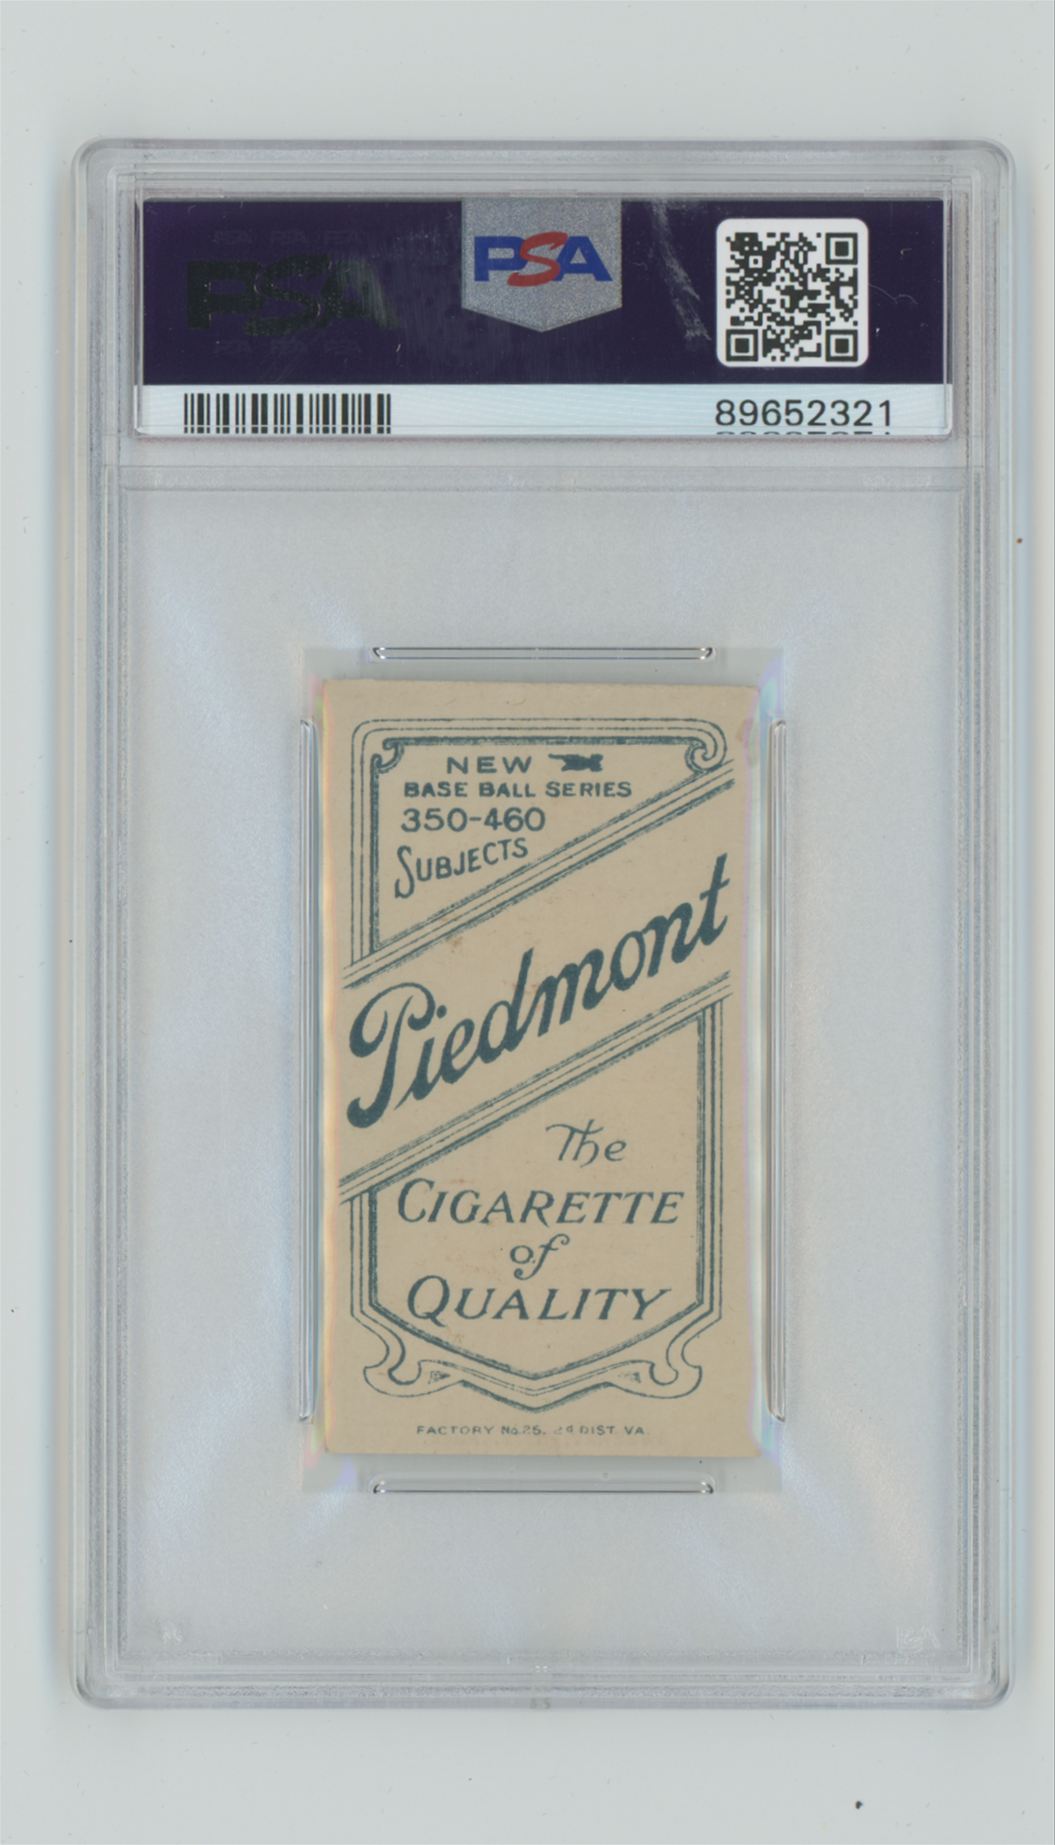 PSA
PSA
89652321
NEW
BASE BALL SERIES
350-460
SUBJECTS
Piedmont
The
CIGARETTE
of
QUALITY
FACTORY No. 25. 2d DIST. VA.